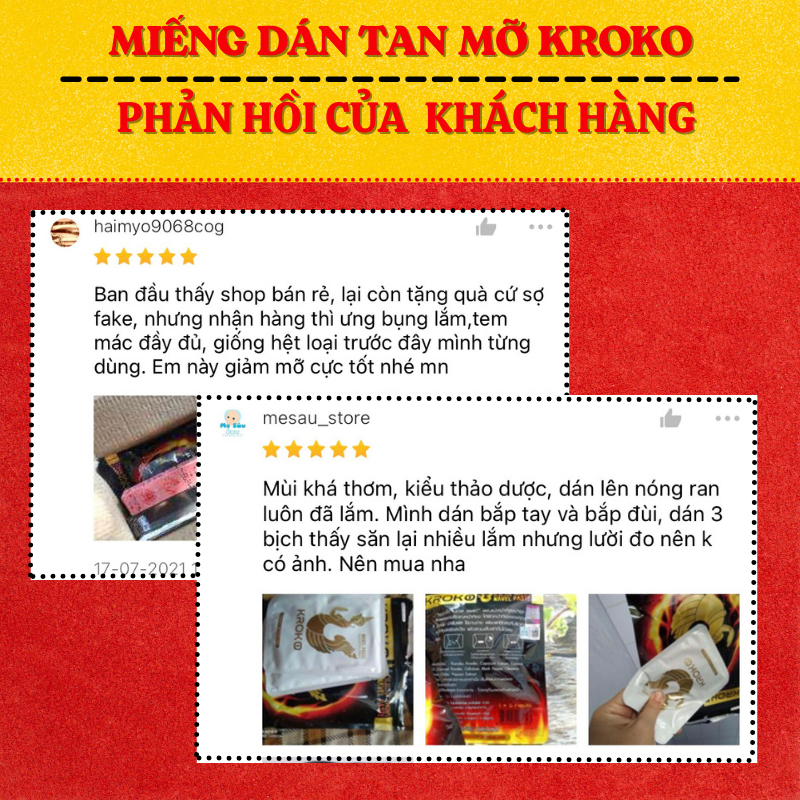 MIẾNG DÁN TAN MỠ KROKO
PHẢN HỒI CỦA KHÁCH HÀNG
haimyo9068cog
Ban đầu thấy shop bán rẻ, lại còn tặng quà cứ sợ
fake, nhưng nhận hàng thì ưng bụng lắm,tem
mác đầy đủ, giống hệt loại trước đây mình từng
dùng. Em này giảm mỡ cực tốt nhé mn
17-07-2021
mesau_store
Mùi khá thơm, kiểu thảo dược, dán lên nóng ran
luôn đã lắm. Mình dán bắp tay và bắp đùi, dán 3
bịch thấy săn lại nhiều lắm nhưng lười đo nên k
có ảnh. Nên mua nha
KROKO
KROKO
NAVEL PASTE
KROKO